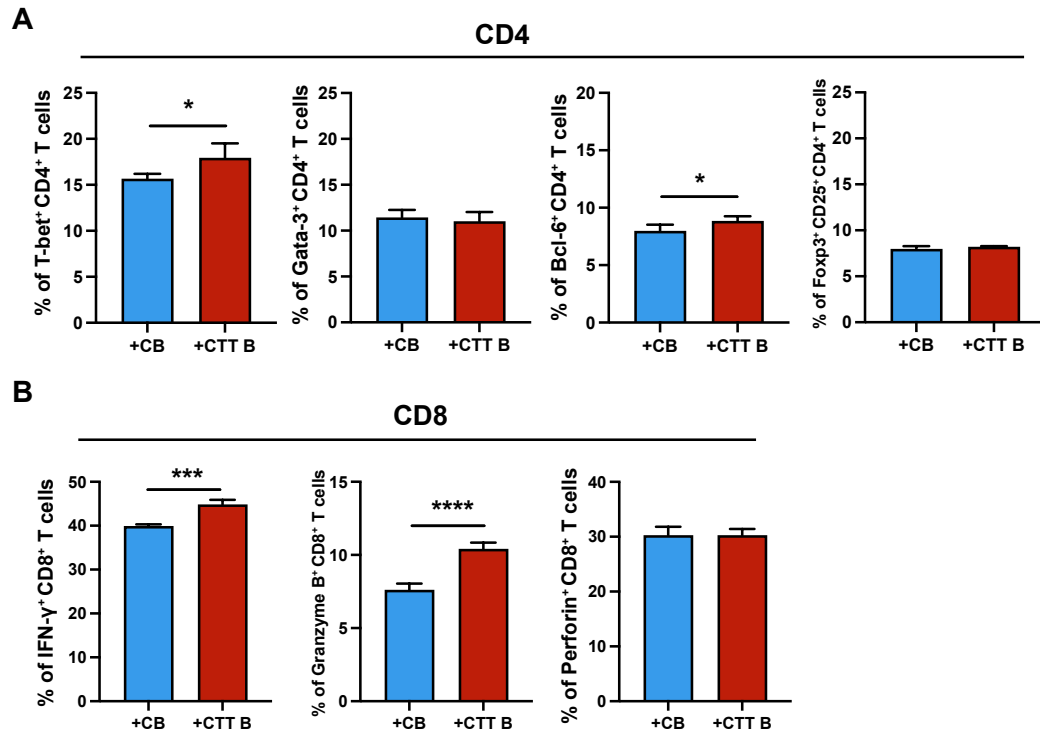 A
CD4
% of T-bet⁺ CD4⁺ T cells
25
20
15
10
5
0
*
+CB
+CTT B
% of Gata-3⁺ CD4⁺ T cells
25
20
15
10
5
0
+CB
+CTT B
% of Bcl-6⁺ CD4⁺ T cells
20
15
10
5
0
*
+CB
+CTT B
% of Foxp3⁺ CD25⁺ CD4⁺ T cells
25
20
15
10
5
0
+CB
+CTT B
B
CD8
% of IFN-γ⁺ CD8⁺ T cells
50
40
30
20
10
0
***
+CB
+CTT B
% of Granzyme B⁺ CD8⁺ T cells
15
10
5
0
****
+CB
+CTT B
% of Perforin⁺ CD8⁺ T cells
40
30
20
10
0
+CB
+CTT B